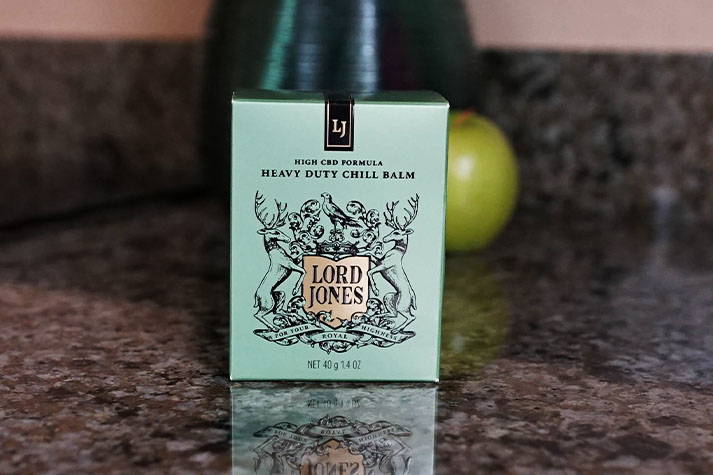 LJ
HIGH CBD FORMULA
HEAVY DUTY CHILL BALM
LORD
JONES
FOR YOUR ROYAL HIGHNESS
NET 40 g 1.4 OZ